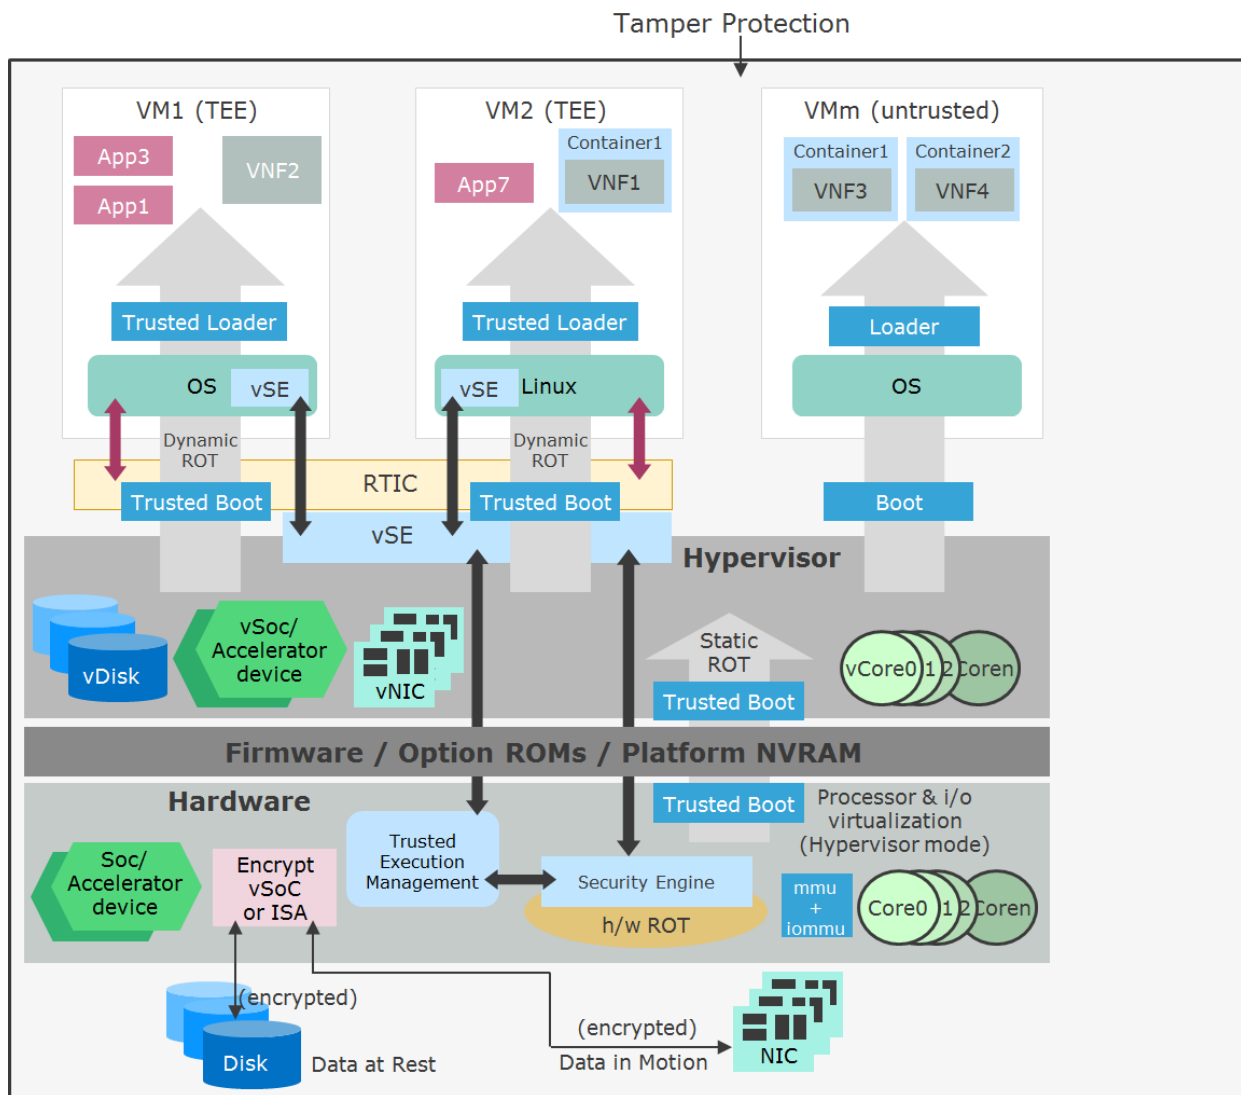 Tamper Protection
VM1 (TEE)
App3
App1
VNF2
Trusted Loader
OS
vSE
Dynamic
ROT
VM2 (TEE)
App7
Container1
VNF1
Trusted Loader
vSE
Linux
Dynamic
ROT
VMm (untrusted)
Container1
VNF3
Container2
VNF4
Loader
OS
RTIC
Trusted Boot
Trusted Boot
Boot
vSE
Hypervisor
vDisk
vSoc/
Accelerator
device
vNIC
Static
ROT
Trusted Boot
vCore0
1
2
Coren
Firmware / Option ROMs / Platform NVRAM
Hardware
Trusted Boot
Processor & i/o
virtualization
(Hypervisor mode)
Soc/
Accelerator
device
Encrypt
vSoC
or ISA
Trusted
Execution
Management
Security Engine
h/w ROT
mmu
+
iommu
Core0
1
2
Coren
(encrypted)
Disk
Data at Rest
(encrypted)
Data in Motion
NIC